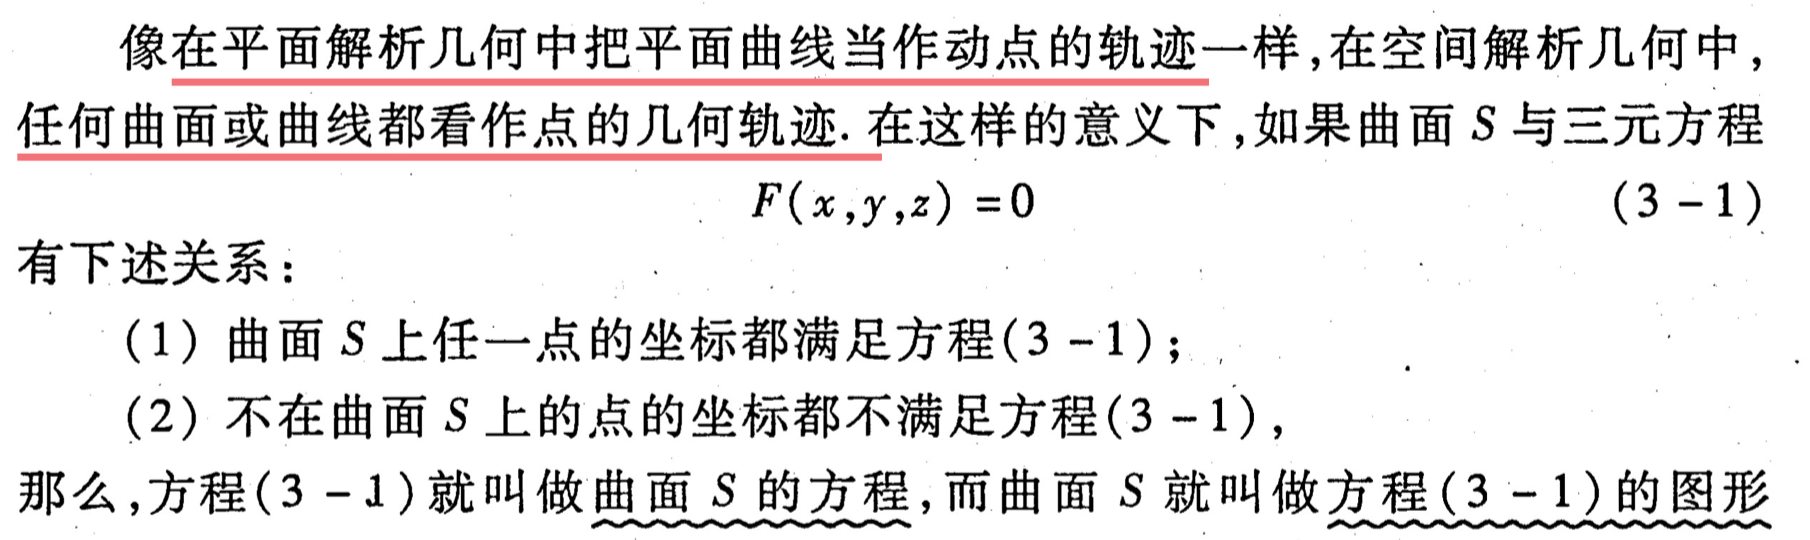 像在平面解析几何中把平面曲线当作动点的轨迹一样,在空间解析几何中,
任何曲面或曲线都看作点的几何轨迹.在这样的意义下,如果曲面 S 与三元方程
F(x,y,z) = 0 (3-1)
有下述关系:
(1) 曲面 S 上任一点的坐标都满足方程(3-1);
(2) 不在曲面 S 上的点的坐标都不满足方程(3-1),
那么,方程(3-1)就叫做曲面 S 的方程,而曲面 S 就叫做方程(3-1)的图形